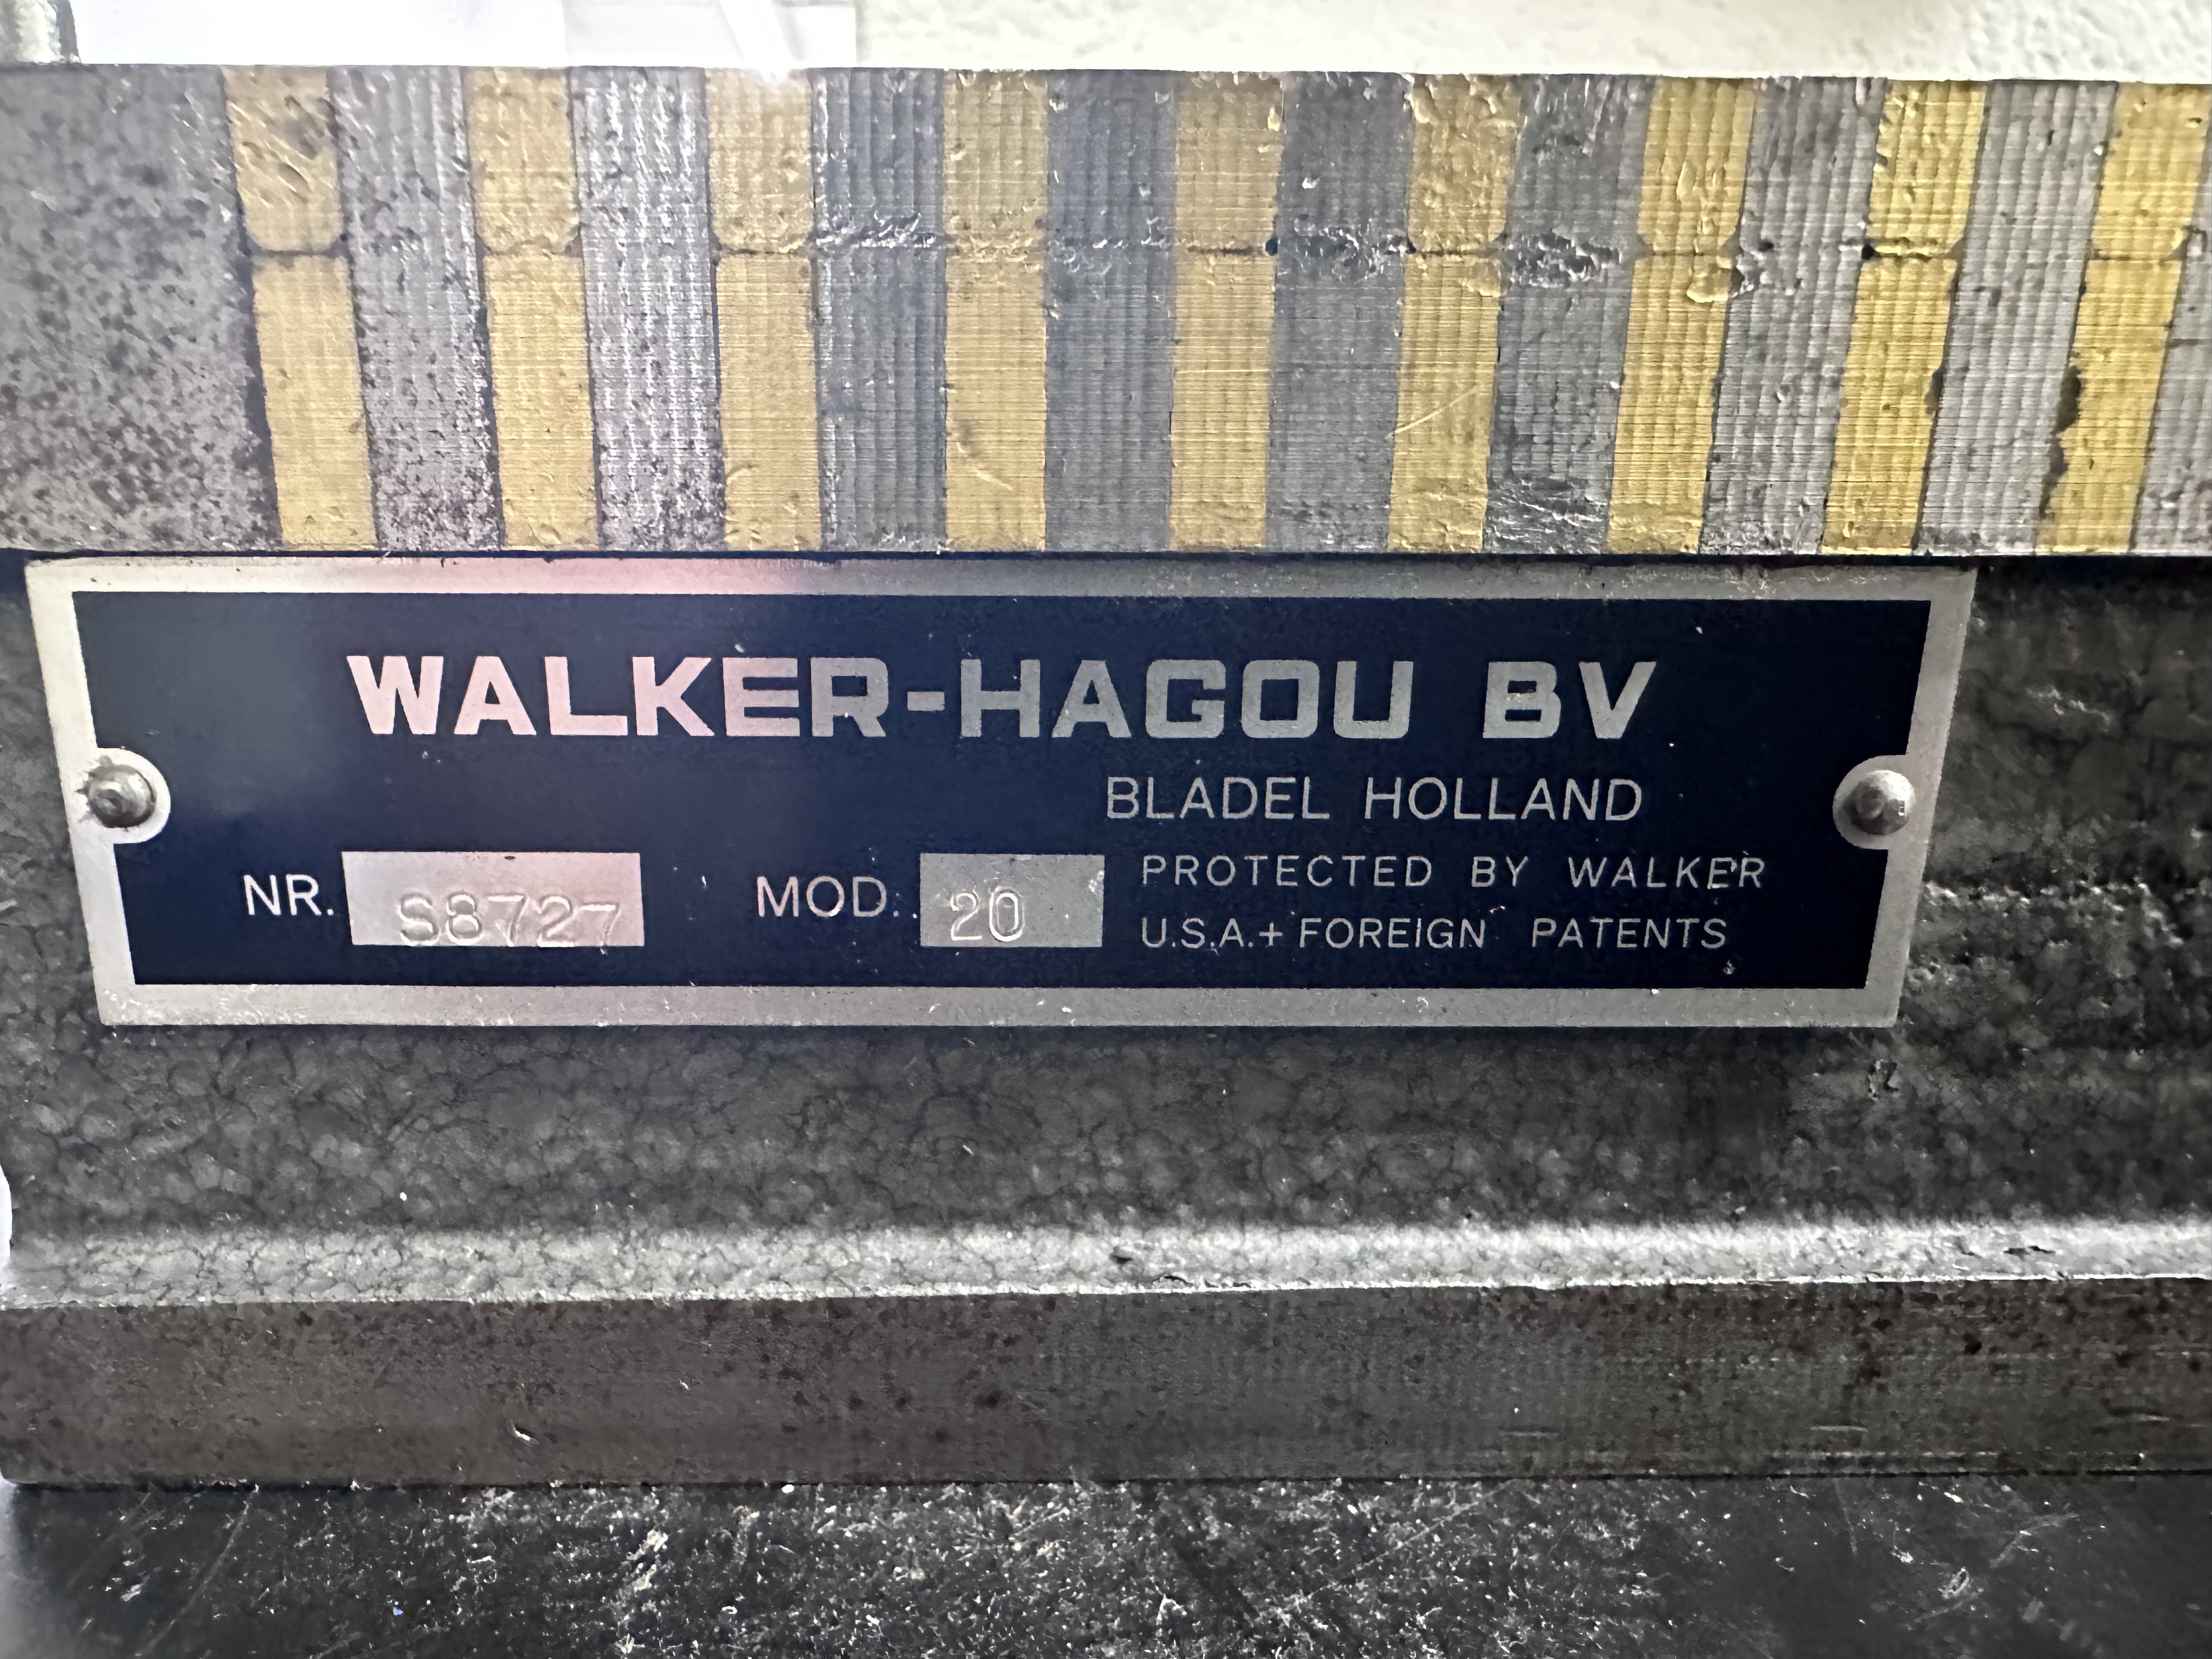 WALKER-HAGOU BV
BLADEL HOLLAND
NR. S8727 MOD. 20 PROTECTED BY WALKER
U.S.A.+ FOREIGN PATENTS